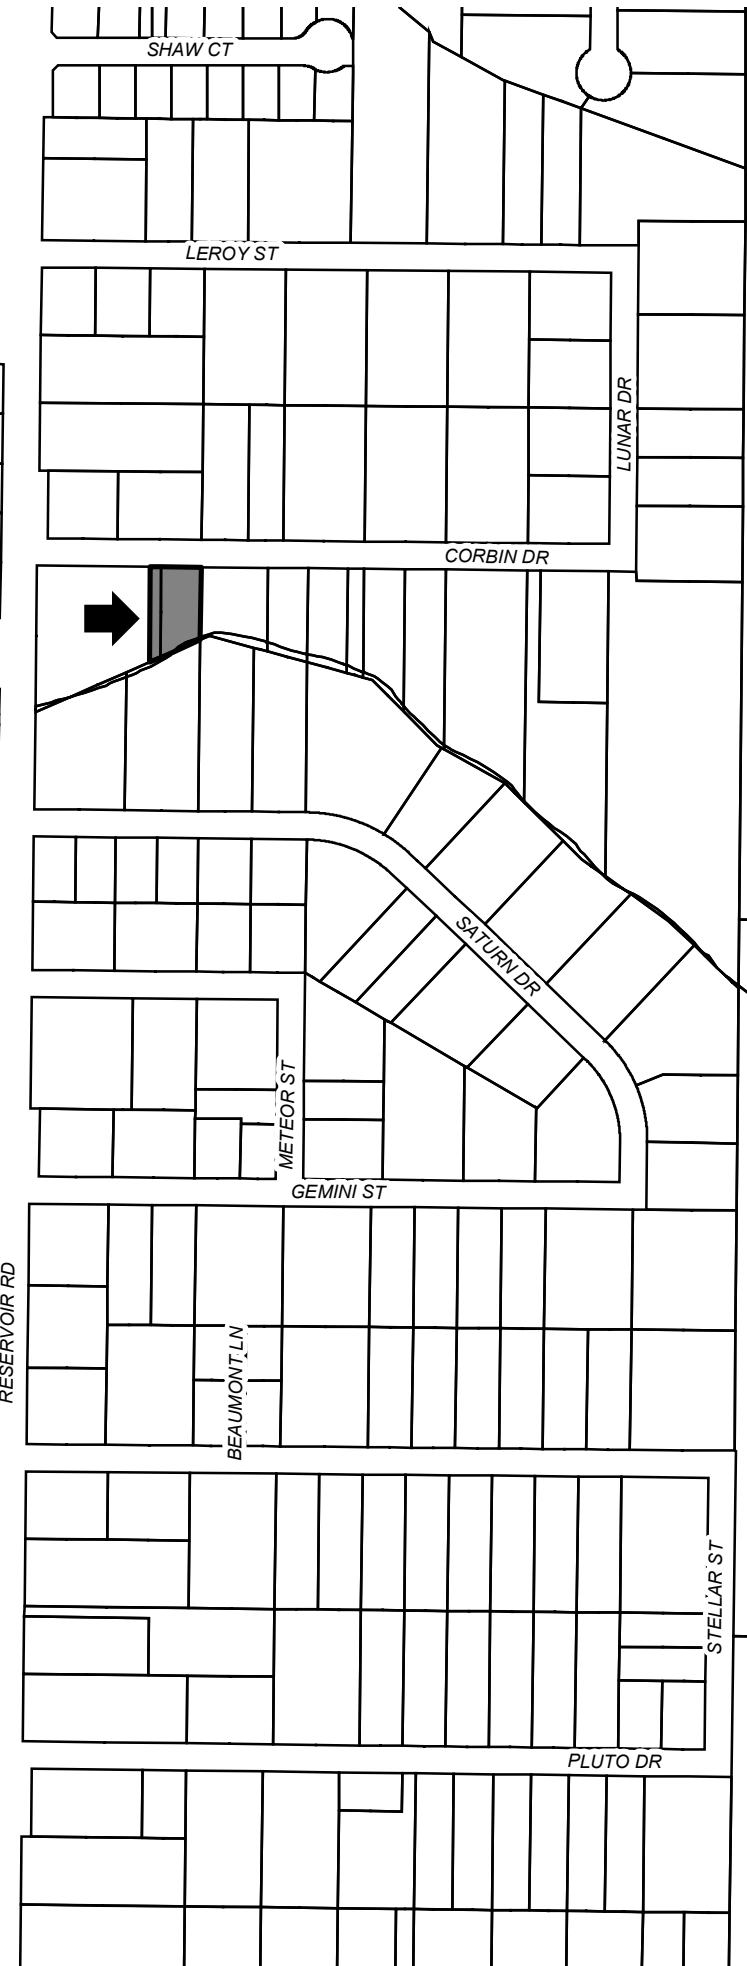 SHAW CT
LEROY ST
LUNAR DR
CORBIN DR
SATURN DR
METEOR ST
GEMINI ST
RESERVOIR RD
BEAUMONT LN
STELLAR ST
PLUTO DR